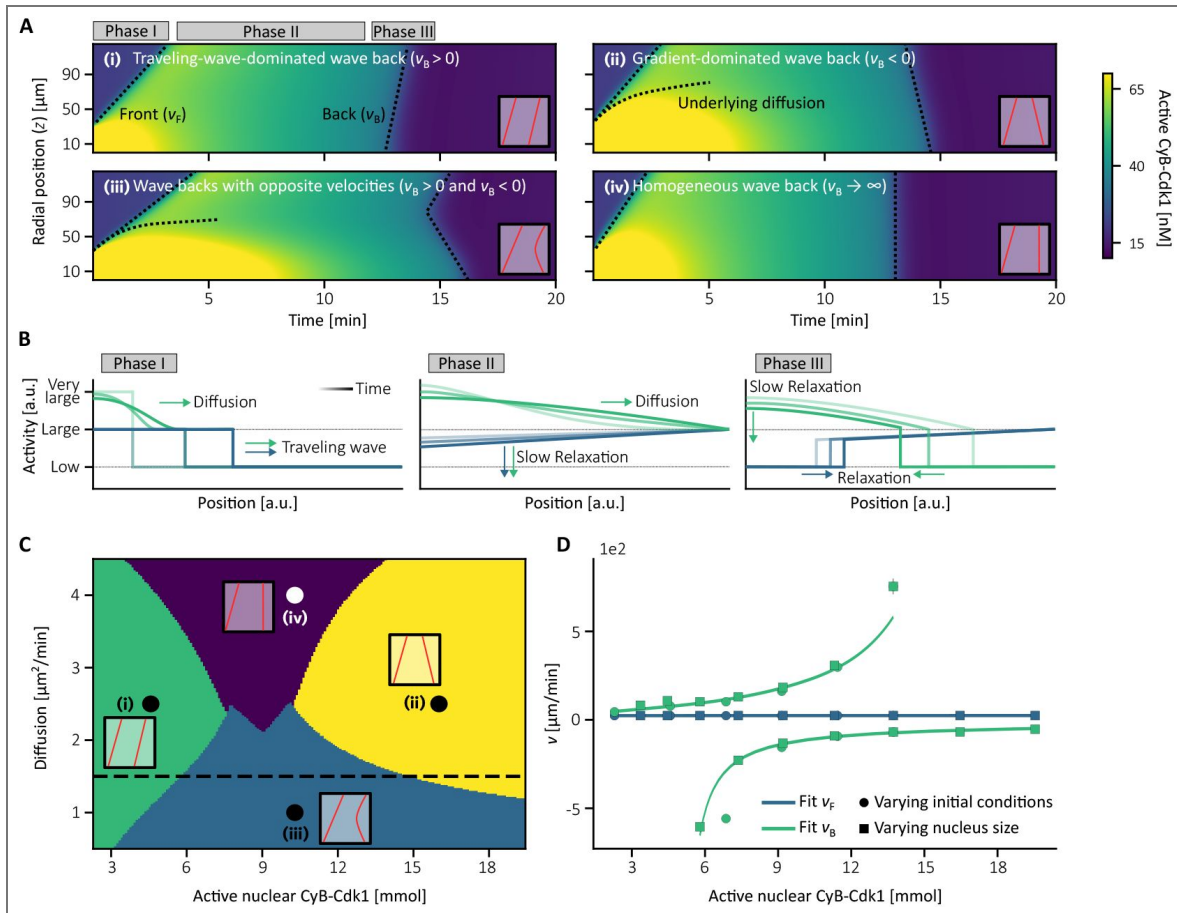 A
Phase I
Phase II
Phase III
(i) Traveling-wave-dominated wave back (vB > 0)
(ii) Gradient-dominated wave back (vB < 0)
Front (vF)
Back (vB)
Underlying diffusion
(iii) Wave backs with opposite velocities (vB > 0 and vB < 0)
(iv) Homogeneous wave back (vB → ∞)
Radial position (z) [μm]
90
50
10
90
50
10
5
10
15
20
5
10
15
20
Time [min]
Time [min]
65
40
15
Active CyB-Cdk1 [nM]
B
Phase I
Phase II
Phase III
Activity [a.u.]
Very
large
Large
Low
Time
Diffusion
Traveling wave
Diffusion
Slow Relaxation
Slow Relaxation
Relaxation
Position [a.u.]
Position [a.u.]
Position [a.u.]
C
Diffusion [μm²/min]
4
3
2
1
(iv)
(i)
(ii)
(iii)
3
6
9
12
15
18
Active nuclear CyB-Cdk1 [mmol]
D
1e2
v [μm/min]
5
0
-5
Fit vF
Fit vB
Varying initial conditions
Varying nucleus size
3
6
9
12
15
18
Active nuclear CyB-Cdk1 [mmol]